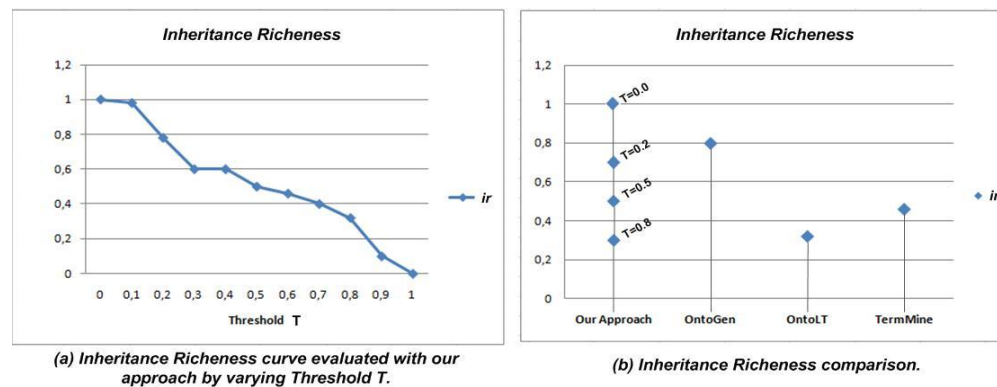 Inheritance Richeness
1,2
1
0,8
0,6
0,4
0,2
0
0 0,1 0,2 0,3 0,4 0,5 0,6 0,7 0,8 0,9 1
Threshold T
ir
(a) Inheritance Richeness curve evaluated with our
approach by varying Threshold T.
Inheritance Richeness
1,2
1
0,8
0,6
0,4
0,2
0
T=0.0
T=0.2
T=0.5
T=0.8
Our Approach OntoGen OntoLT TermMine
ir
(b) Inheritance Richeness comparison.